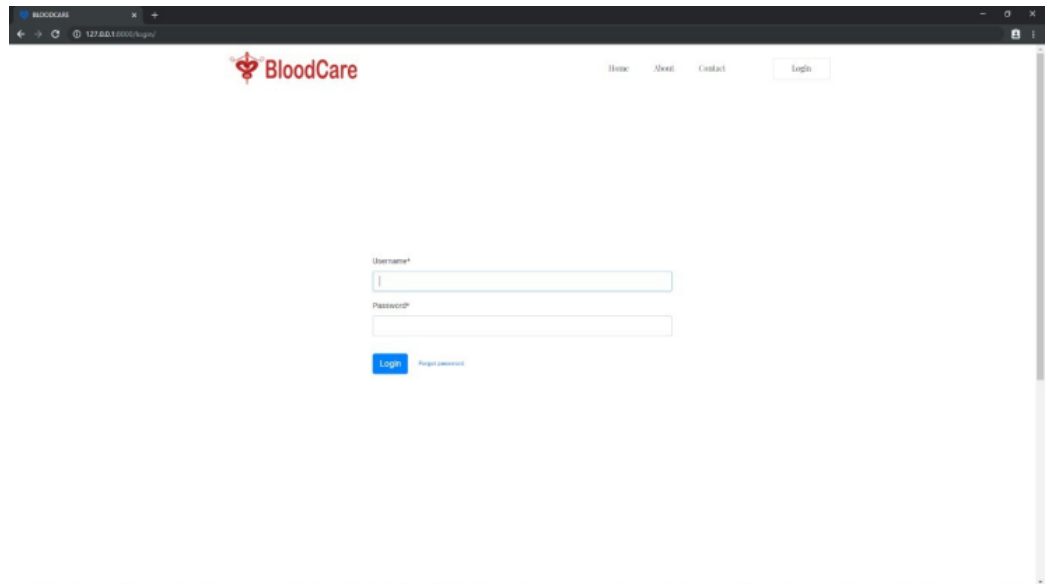 BLOODCARE
127.0.0.1:8000/login/
BloodCare
Home About Contact Login
Username*
Password*
Login Forgot password